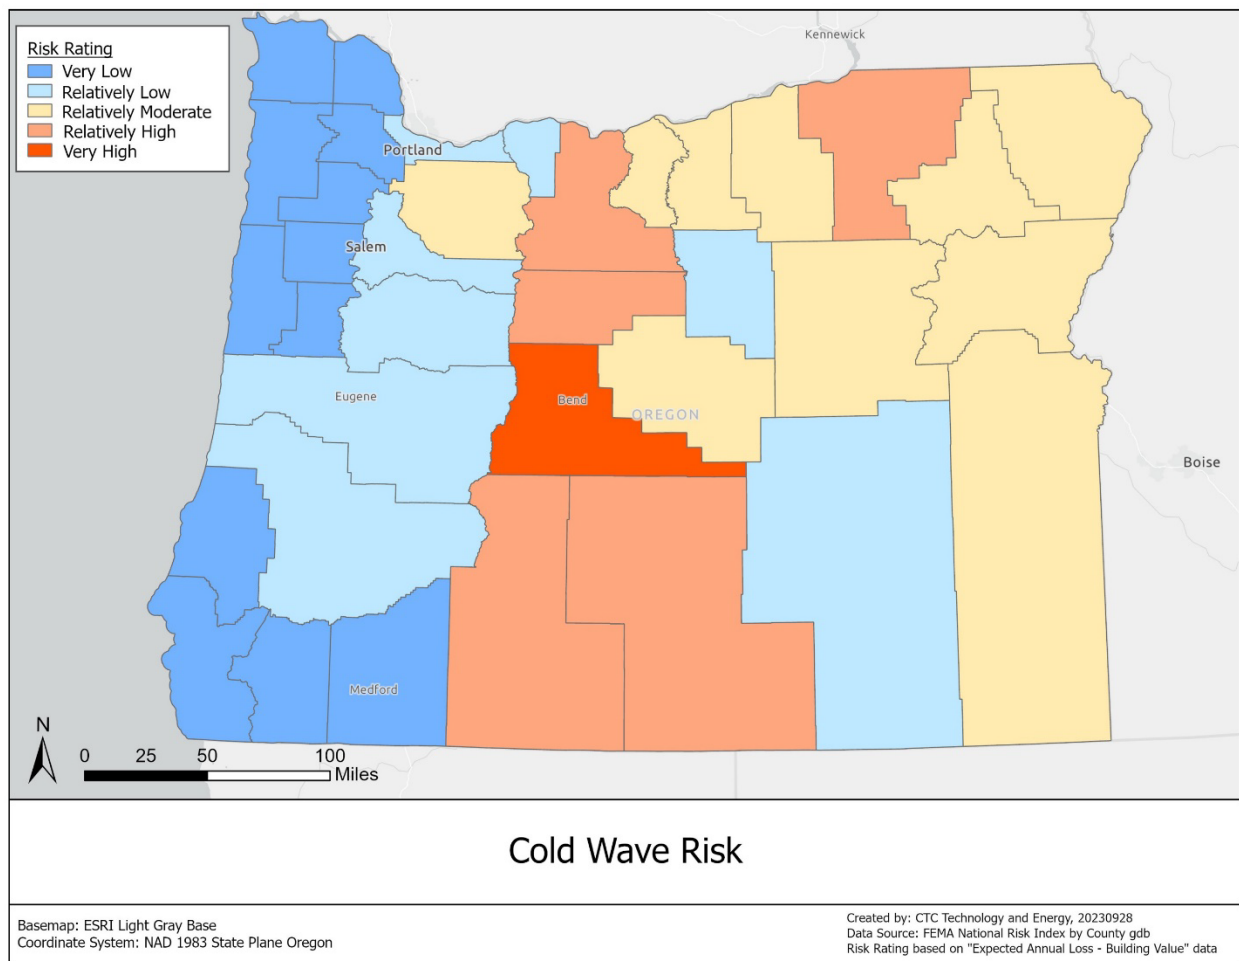 Risk Rating
Very Low
Relatively Low
Relatively Moderate
Relatively High
Very High
Kennewick
Portland
Salem
Eugene
Bend
OREGON
Boise
Medford
N
0 25 50 100
Miles
Cold Wave Risk
Basemap: ESRI Light Gray Base
Coordinate System: NAD 1983 State Plane Oregon
Created by: CTC Technology and Energy, 20230928
Data Source: FEMA National Risk Index by County gdb
Risk Rating based on "Expected Annual Loss - Building Value" data